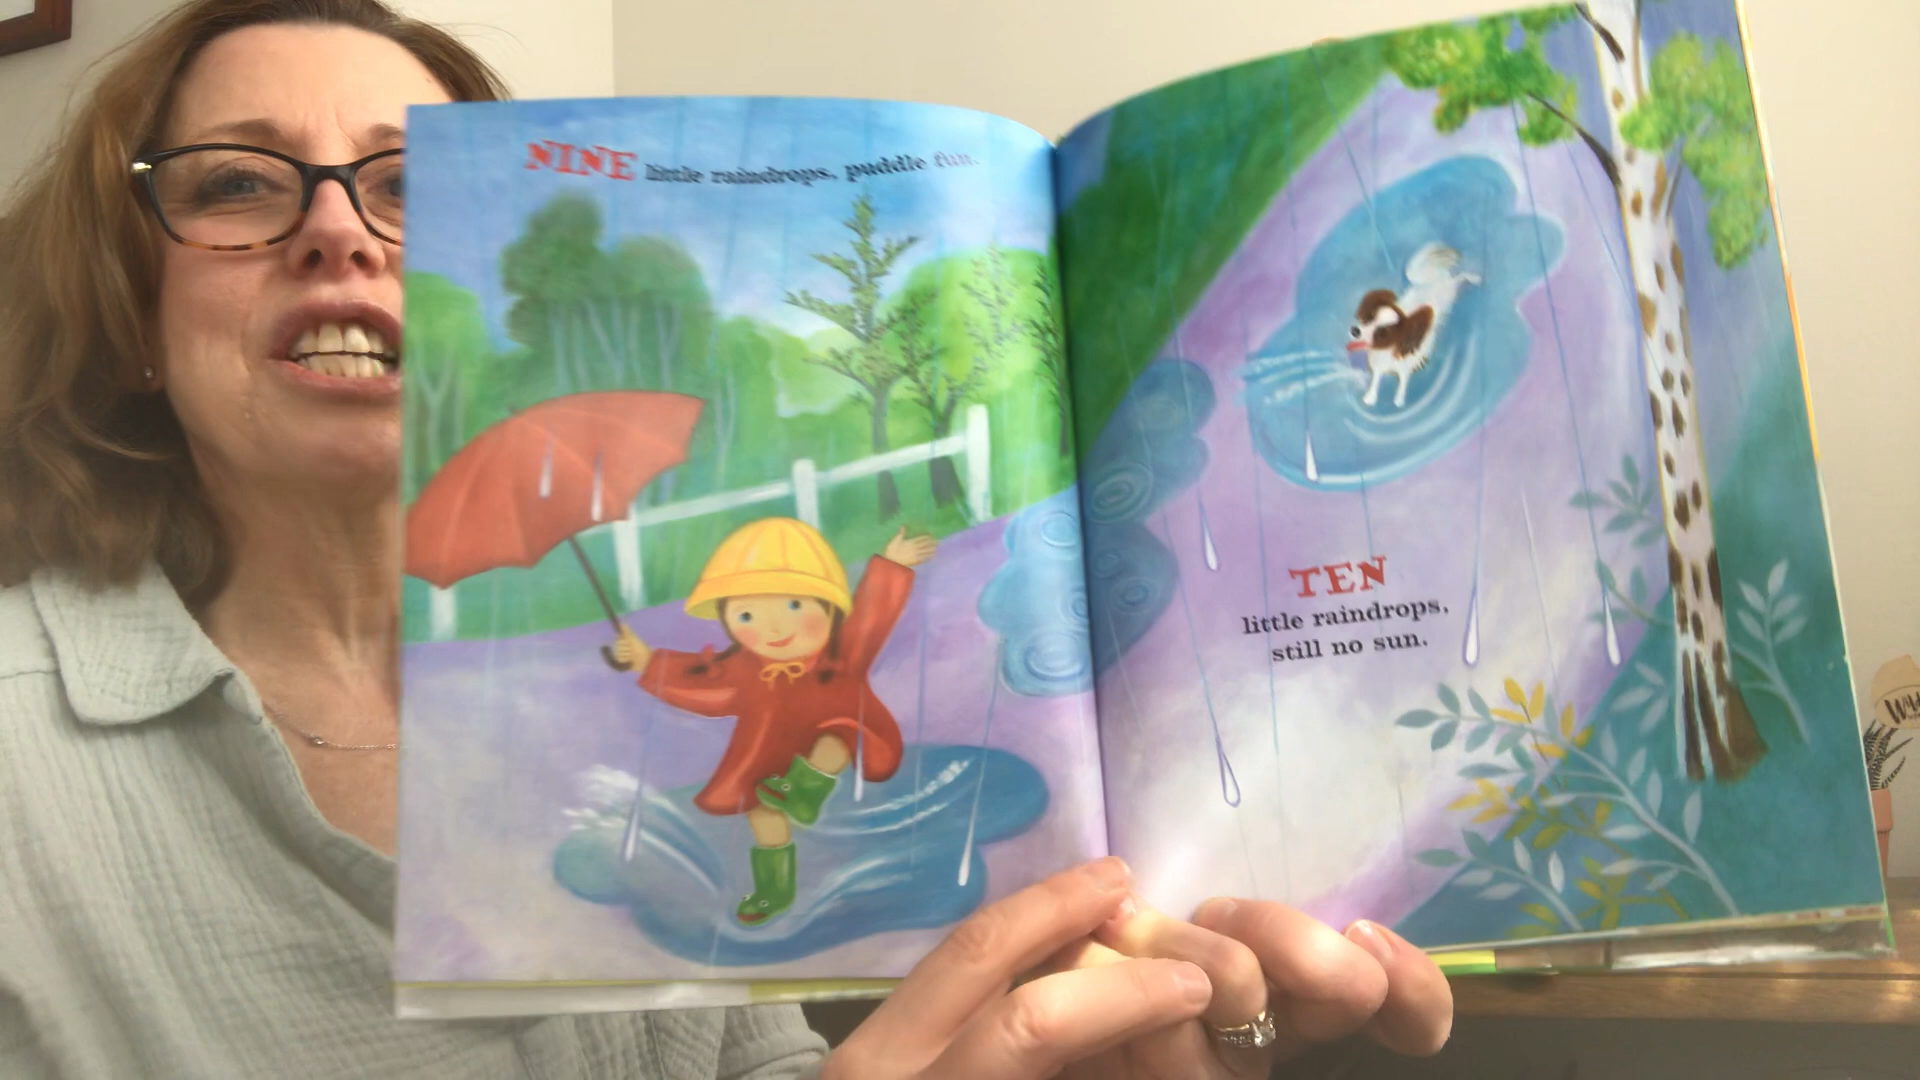 NINE little raindrops, puddle fun.
TEN
little raindrops,
still no sun.